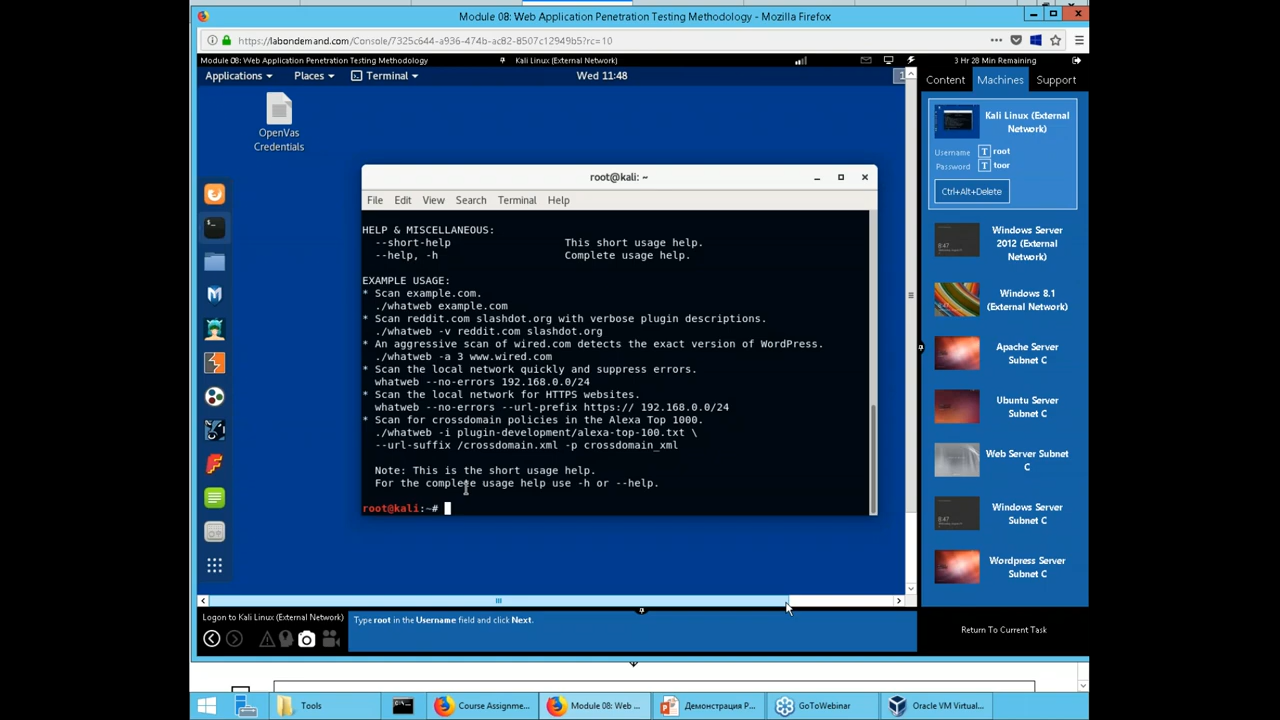 Module 08: Web Application Penetration Testing Methodology - Mozilla Firefox
https://labondemand.com/Console/7325c644-a936-474b-ac82-8507c12949b5?rc=10
Module 08: Web Application Penetration Testing Methodology
Kali Linux (External Network)
3 Hr 28 Min Remaining
Applications
Places
Terminal
Wed 11:48
1
Content
Machines
Support
OpenVas
Credentials
root@kali: ~
File Edit View Search Terminal Help
HELP & MISCELLANEOUS:
--short-help This short usage help.
--help, -h Complete usage help.
EXAMPLE USAGE:
* Scan example.com.
./whatweb example.com
* Scan reddit.com slashdot.org with verbose plugin descriptions.
./whatweb -v reddit.com slashdot.org
* An aggressive scan of wired.com detects the exact version of WordPress.
./whatweb -a 3 www.wired.com
* Scan the local network quickly and suppress errors.
whatweb --no-errors 192.168.0.0/24
* Scan the local network for HTTPS websites.
whatweb --no-errors --url-prefix https:// 192.168.0.0/24
* Scan for crossdomain policies in the Alexa Top 1000.
./whatweb -i plugin-development/alexa-top-100.txt \
--url-suffix /crossdomain.xml -p crossdomain_xml
Note: This is the short usage help.
For the complete usage help use -h or --help.
root@kali:~#
Kali Linux (External
Network)
Username T root
Password T toor
Ctrl+Alt+Delete
Windows Server
2012 (External
Network)
Windows 8.1
(External Network)
Apache Server
Subnet C
Ubuntu Server
Subnet C
Web Server Subnet
C
Windows Server
Subnet C
Wordpress Server
Subnet C
Logon to Kali Linux (External Network)
Type root in the Username field and click Next.
Return To Current Task
Tools
Course Assignme...
Module 08: Web ...
Демонстрация Р...
GoToWebinar
Oracle VM Virtual...